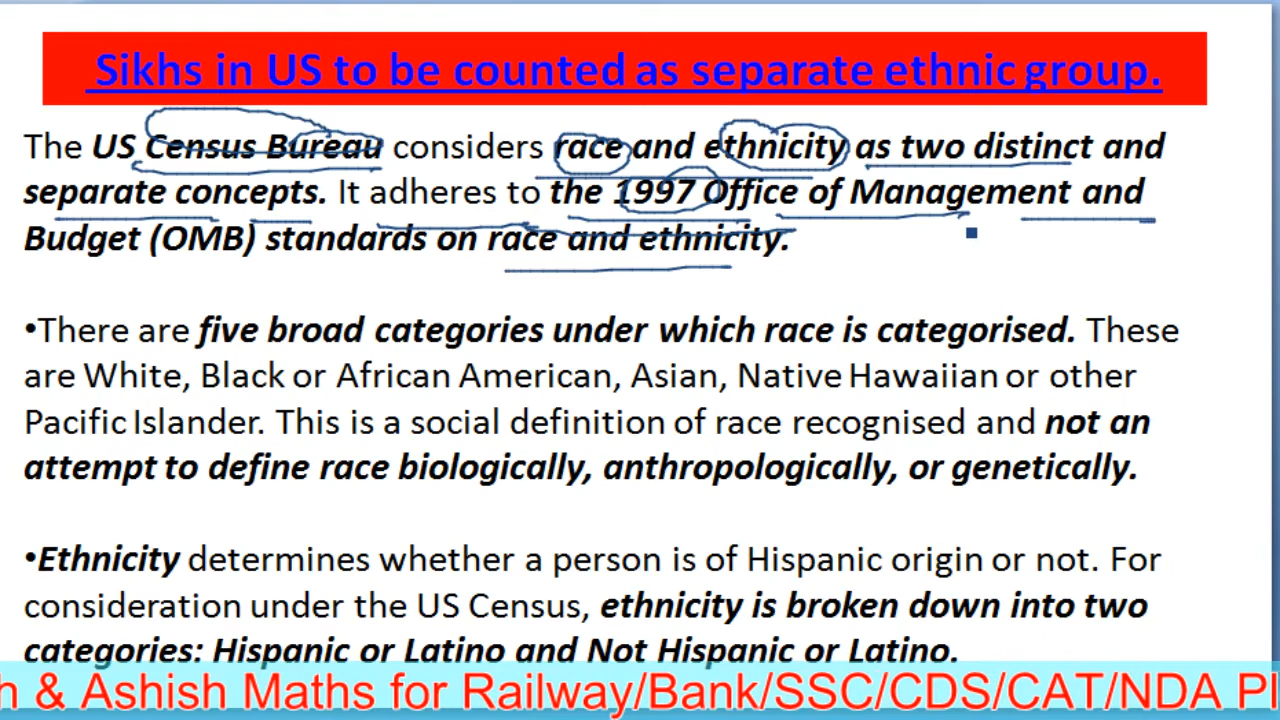 Sikhs in US to be counted as separate ethnic group.
The US Census Bureau considers race and ethnicity as two distinct and
separate concepts. It adheres to the 1997 Office of Management and
Budget (OMB) standards on race and ethnicity.
•There are five broad categories under which race is categorised. These
are White, Black or African American, Asian, Native Hawaiian or other
Pacific Islander. This is a social definition of race recognised and not an
attempt to define race biologically, anthropologically, or genetically.
•Ethnicity determines whether a person is of Hispanic origin or not. For
consideration under the US Census, ethnicity is broken down into two
categories: Hispanic or Latino and Not Hispanic or Latino.
h & Ashish Maths for Railway/Bank/SSC/CDS/CAT/NDA Pl